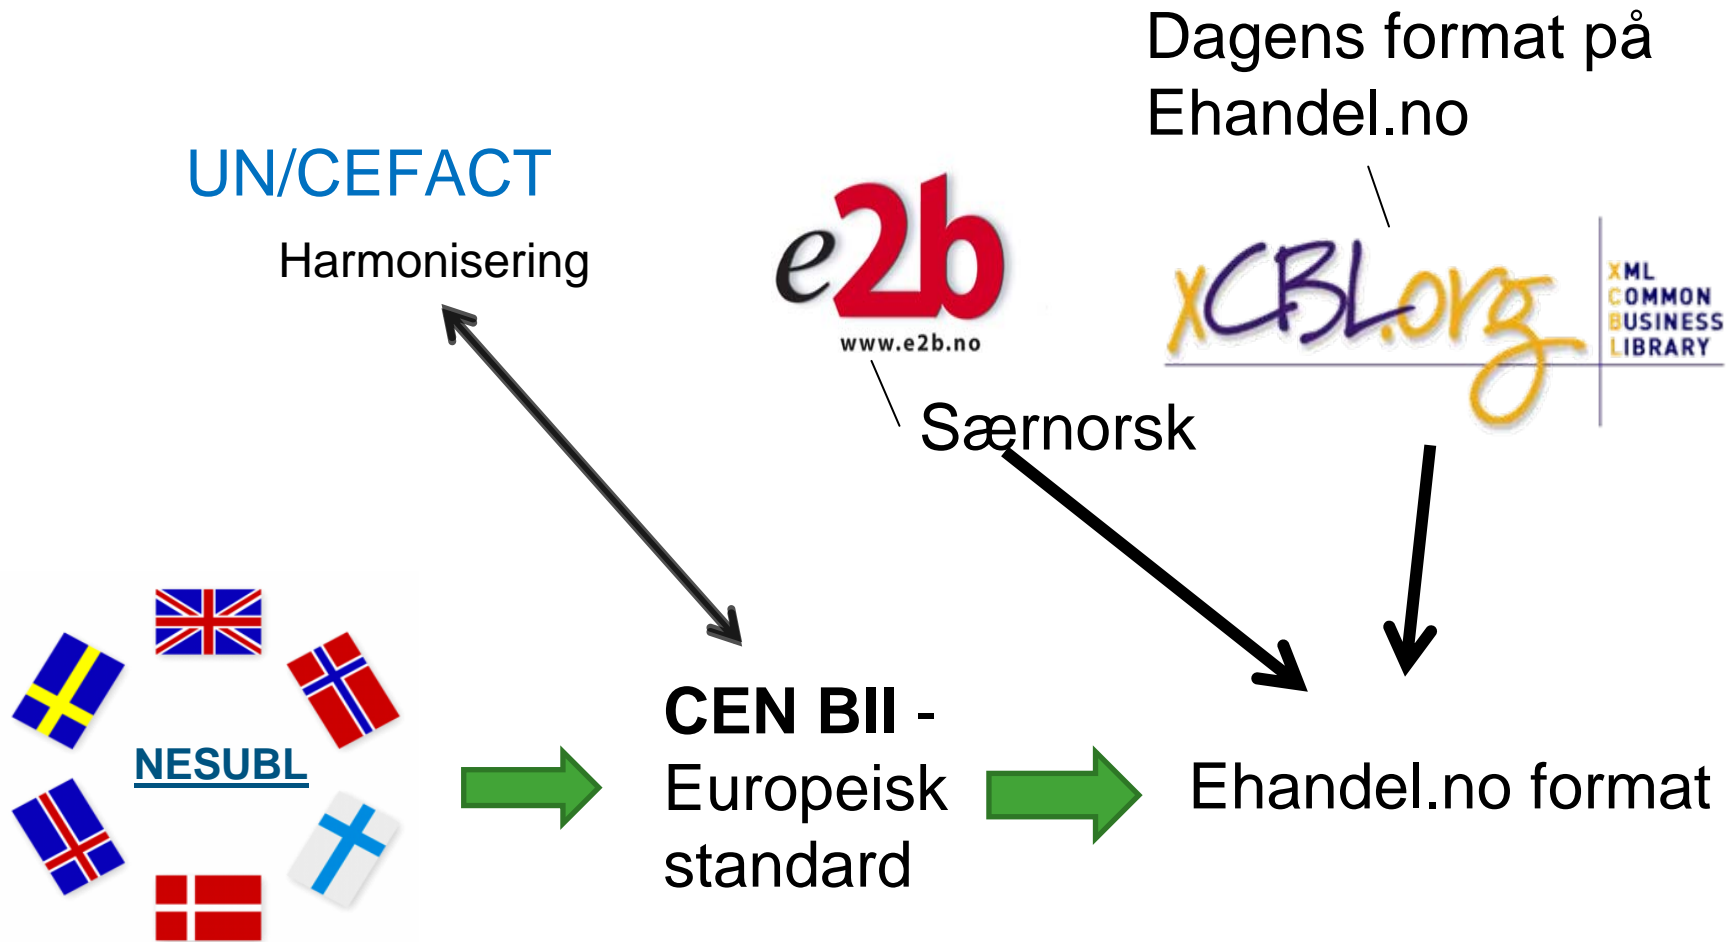 Dagens format på
Ehandel.no
UN/CEFACT
Harmonisering
e2b
www.e2b.no
xCBL.org
XML
COMMON
BUSINESS
LIBRARY
Særnorsk
NESUBL
CEN BII -
Europeisk
standard
Ehandel.no format